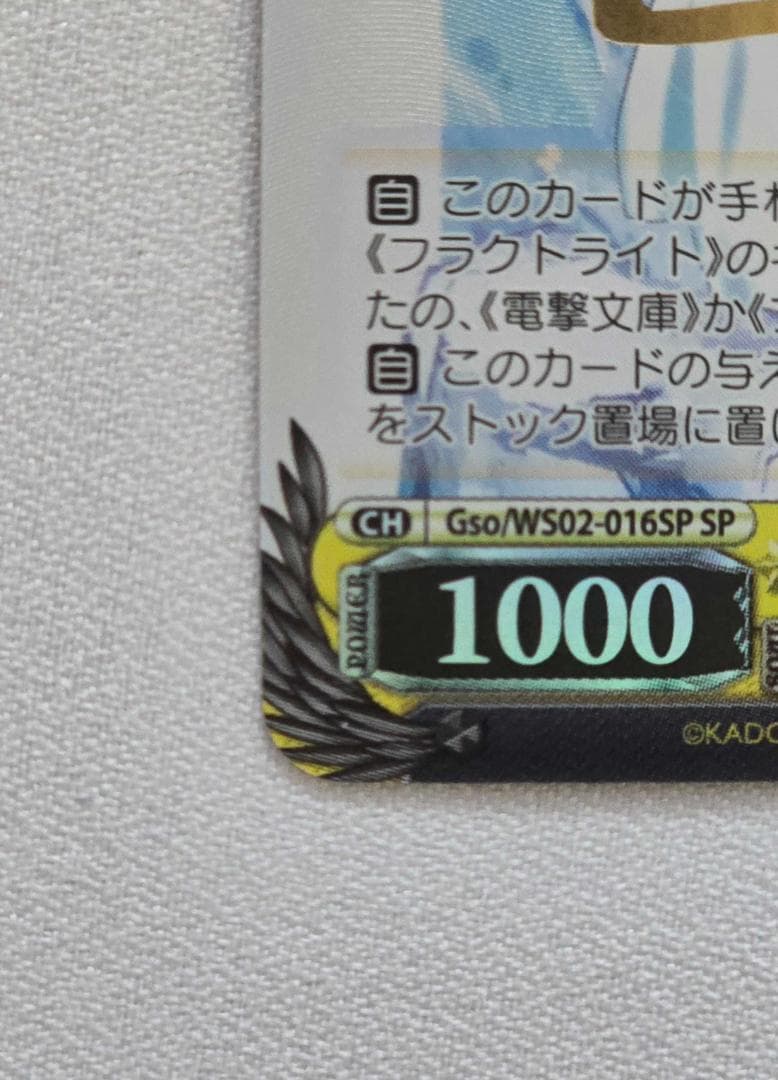 自 このカードが手
《フラクトライト》の
たの、《電撃文庫》か《
自 このカードの与え
をストック置場に置
CH Gso/WS02-016SP SP
POWER 1000
©KADO